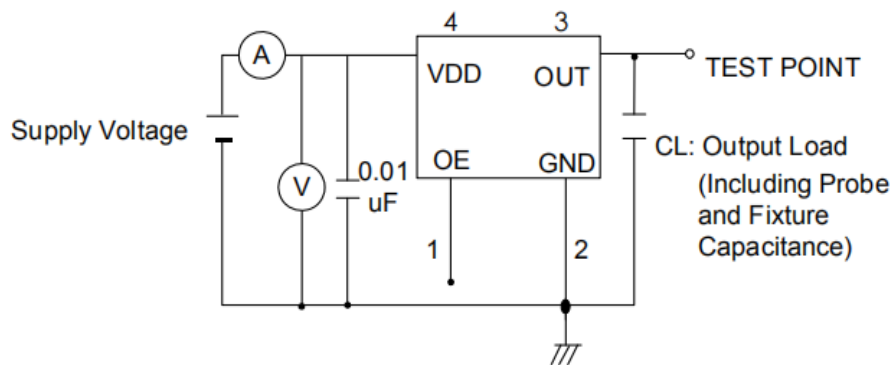 4
3
A
VDD
OUT
TEST POINT
Supply Voltage
V
0.01
uF
OE
GND
CL: Output Load
(Including Probe
and Fixture
Capacitance)
1
2